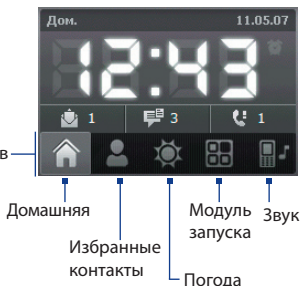 Дом. 11.05.07
12:43
1 3 1
в
Домашняя
Избранные
контакты
Погода
Модуль
запуска
Звук